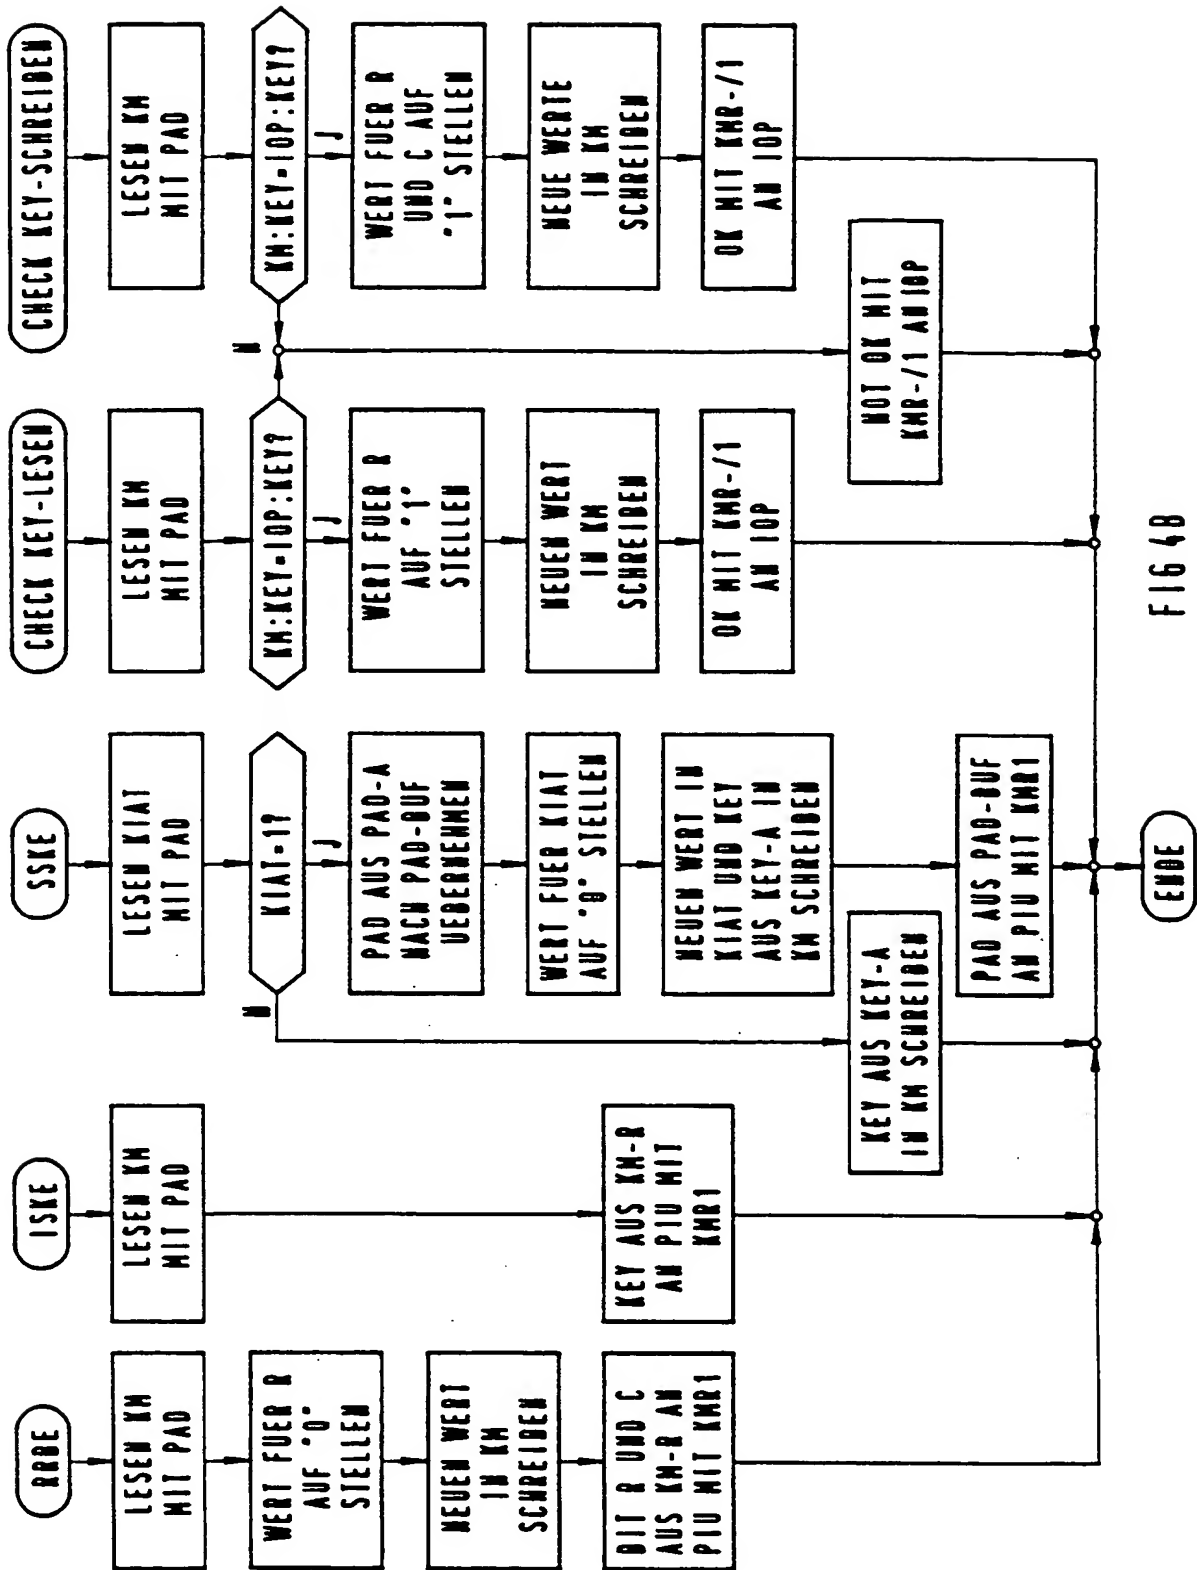 RRBE
LESEN KM
MIT PAD
WERT FUER R
AUF "0"
STELLEN
NEUEN WERT
IN KM
SCHREIBEN
BIT R UND C
AUS KM-R AN
PIU MIT KMR1
ISKE
LESEN KM
MIT PAD
KEY AUS KM-R
AN PIU MIT
KMR1
SSKE
LESEN KIAT
MIT PAD
KIAT=1?
N
J
PAD AUS PAD-A
NACH PAD-BUF
UEBERNEHMEN
WERT FUER KIAT
AUF "0" STELLEN
NEUEN WERT IN
KIAT UND KEY
AUS KEY-A IN
KM SCHREIBEN
KEY AUS KEY-A
IN KM SCHREIBEN
PAD AUS PAD-BUF
AN PIU MIT KMR1
CHECK KEY-LESEN
LESEN KM
MIT PAD
KM:KEY=IOP:KEY?
J
WERT FUER R
AUF "1"
STELLEN
NEUEN WERT
IN KM
SCHREIBEN
OK MIT KMR-/1
AN IOP
N
NOT OK MIT
KMR-/1 AN IOP
CHECK KEY-SCHREIBEN
LESEN KM
MIT PAD
KM:KEY=IOP:KEY?
J
WERT FUER R
UND C AUF
"1" STELLEN
NEUE WERTE
IN KM
SCHREIBEN
OK MIT KMR-/1
AN IOP
ENDE
FIG 4B